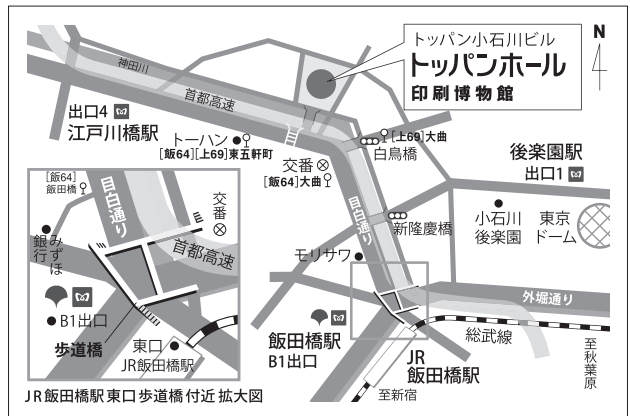 トッパン小石川ビル
トッパンホール
印刷博物館
N
神田川
首都高速
出口4
江戸川橋駅
トーハン
[飯64][上69]東五軒町
交番
[飯64]大曲
[上69]大曲
白鳥橋
後楽園駅
出口1
目白通り
新隆慶橋
小石川
後楽園
東京
ドーム
モリサワ
外堀通り
飯田橋駅
B1出口
JR
飯田橋駅
総武線
至秋葉原
至新宿
[飯64]
飯田橋
目白通り
交番
みずほ
銀行
首都高速
B1出口
歩道橋
東口
JR飯田橋駅
JR飯田橋駅東口歩道橋付近 拡大図